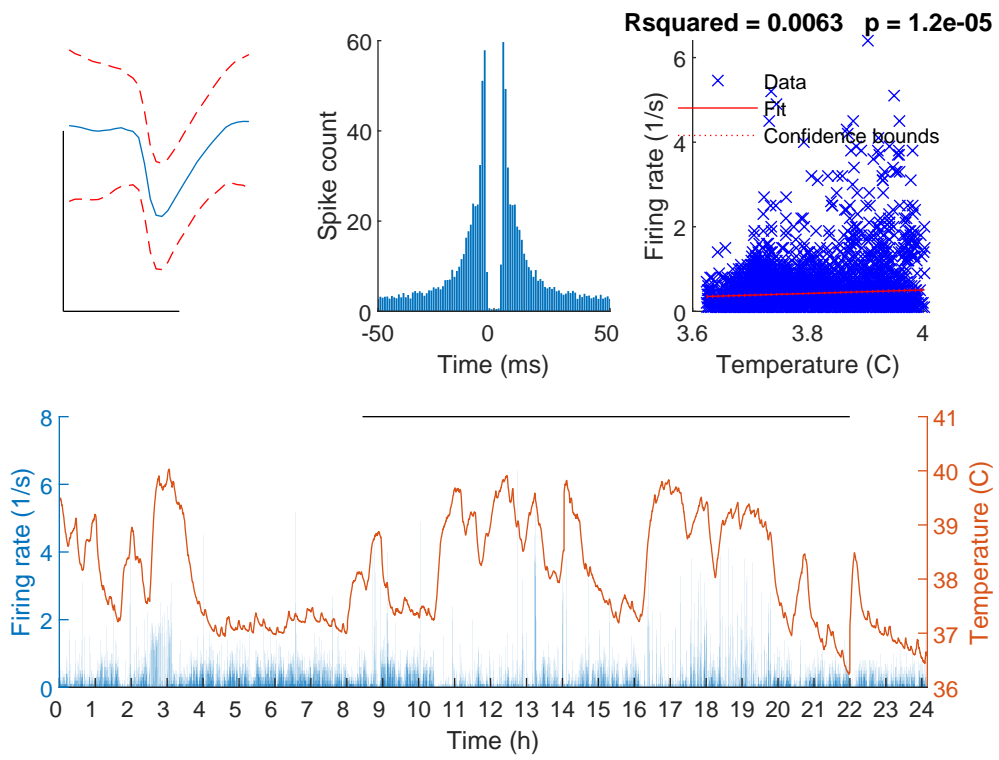 Rsquared = 0.0063 p = 1.2e-05
60
40
20
0
Spike count
-50 0 50
Time (ms)
6
4
2
0
Firing rate (1/s)
Data
Fit
Confidence bounds
3.6 3.8 4
Temperature (C)
8
6
4
2
0
Firing rate (1/s)
41
40
39
38
37
36
Temperature (C)
0 1 2 3 4 5 6 7 8 9 10 11 12 13 14 15 16 17 18 19 20 21 22 23 24
Time (h)